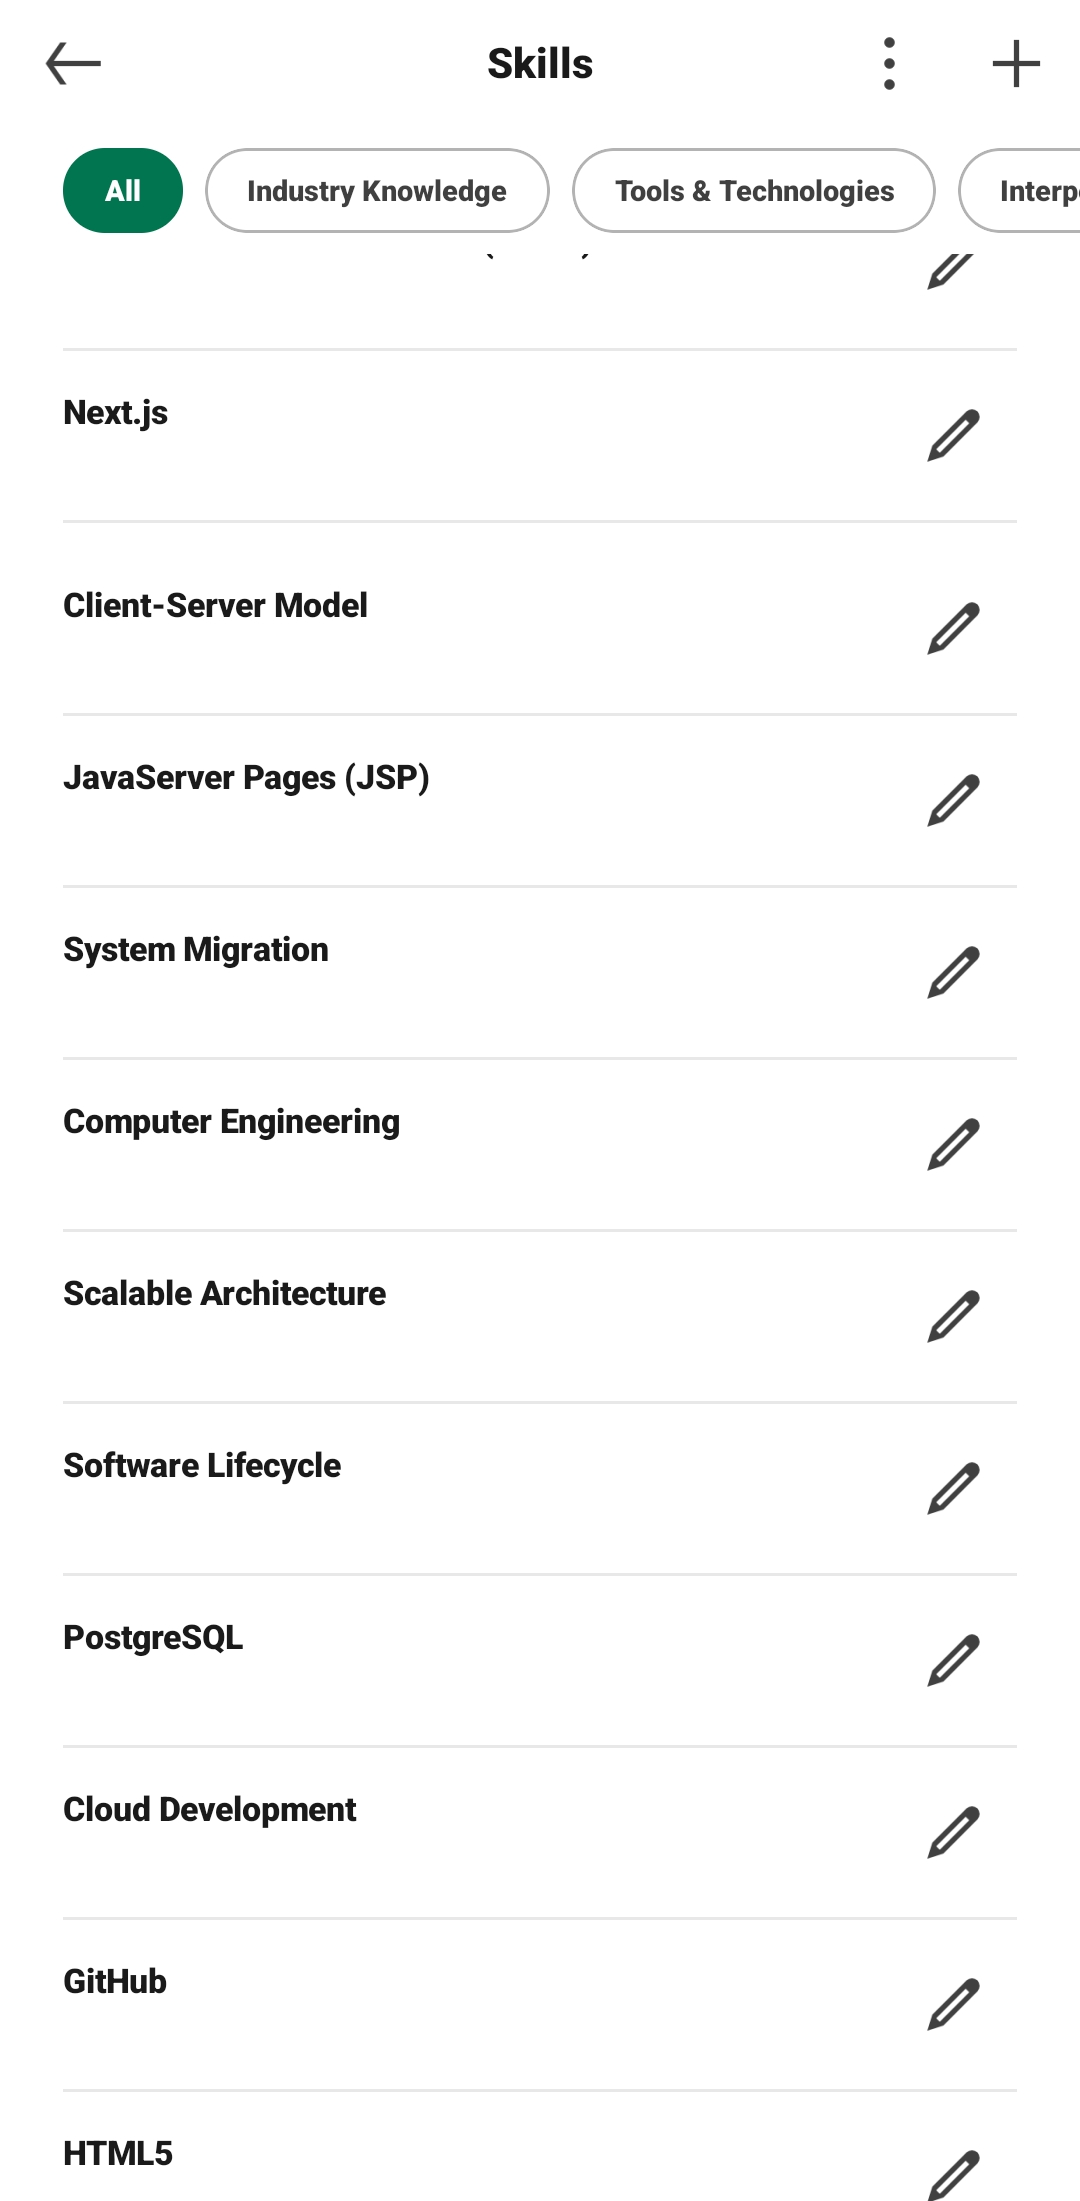 Skills
All
Industry Knowledge
Tools & Technologies
Next.js
Client-Server Model
JavaServer Pages (JSP)
System Migration
Computer Engineering
Scalable Architecture
Software Lifecycle
PostgreSQL
Cloud Development
GitHub
HTML5